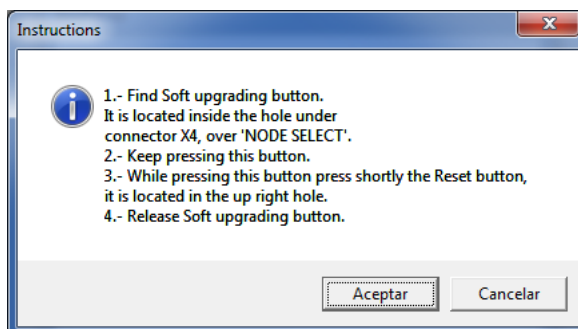 Instructions
1.- Find Soft upgrading button.
It is located inside the hole under
connector X4, over 'NODE SELECT'.
2.- Keep pressing this button.
3.- While pressing this button press shortly the Reset button,
it is located in the up right hole.
4.- Release Soft upgrading button.
Aceptar
Cancelar